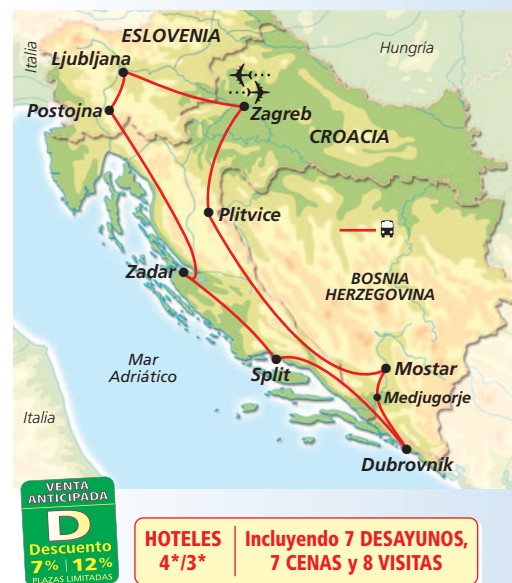 Italia
ESLOVENIA
Hungría
Ljubljana
Postojna
Zagreb
CROACIA
Plitvice
BOSNIA
HERZEGOVINA
Zadar
Mar
Adriático
Split
Mostar
Medjugorje
Italia
Dubrovnik
VENTA
ANTICIPADA
D
Descuento
7% | 12%
PLAZAS LIMITADAS
HOTELES
4*/3*
Incluyendo 7 DESAYUNOS,
7 CENAS y 8 VISITAS